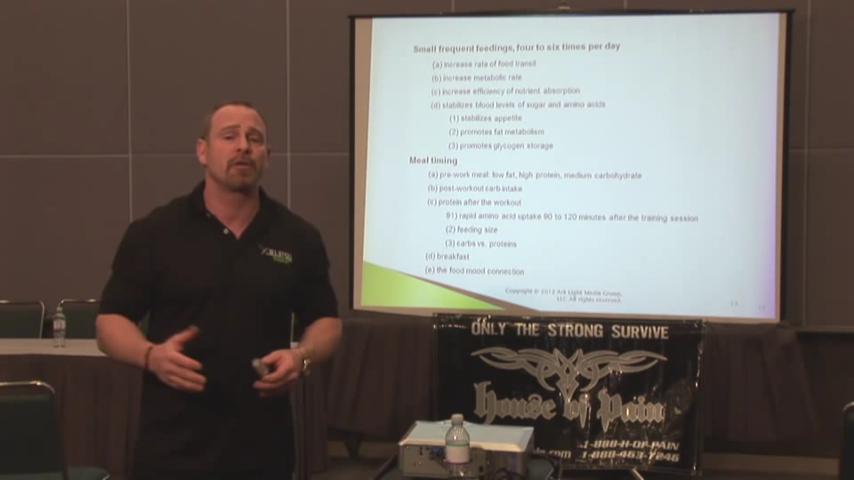 Small frequent feedings, four to six times per day
(a) increase rate of food transit
(b) increase metabolic rate
(c) increase efficiency of nutrient absorption
(d) stabilizes blood levels of sugar and amino acids
(1) stabilizes appetite
(2) promotes fat metabolism
(3) promotes glycogen storage
Meal timing
(a) pre-work meal: low fat, high protein, medium carbohydrate
(b) post-workout carb intake
(c) protein after the workout
91) rapid amino acid uptake 90 to 120 minutes after the training session
(2) feeding size
(3) carbs vs. proteins
(d) breakfast
(e) the food mood connection
Copyright © 2012 Ark Light Media Group,
LLC. All rights reserved.
ONLY THE STRONG SURVIVE
House of Pain
1-888-H-OF-PAIN
.com 1-888-463-7246